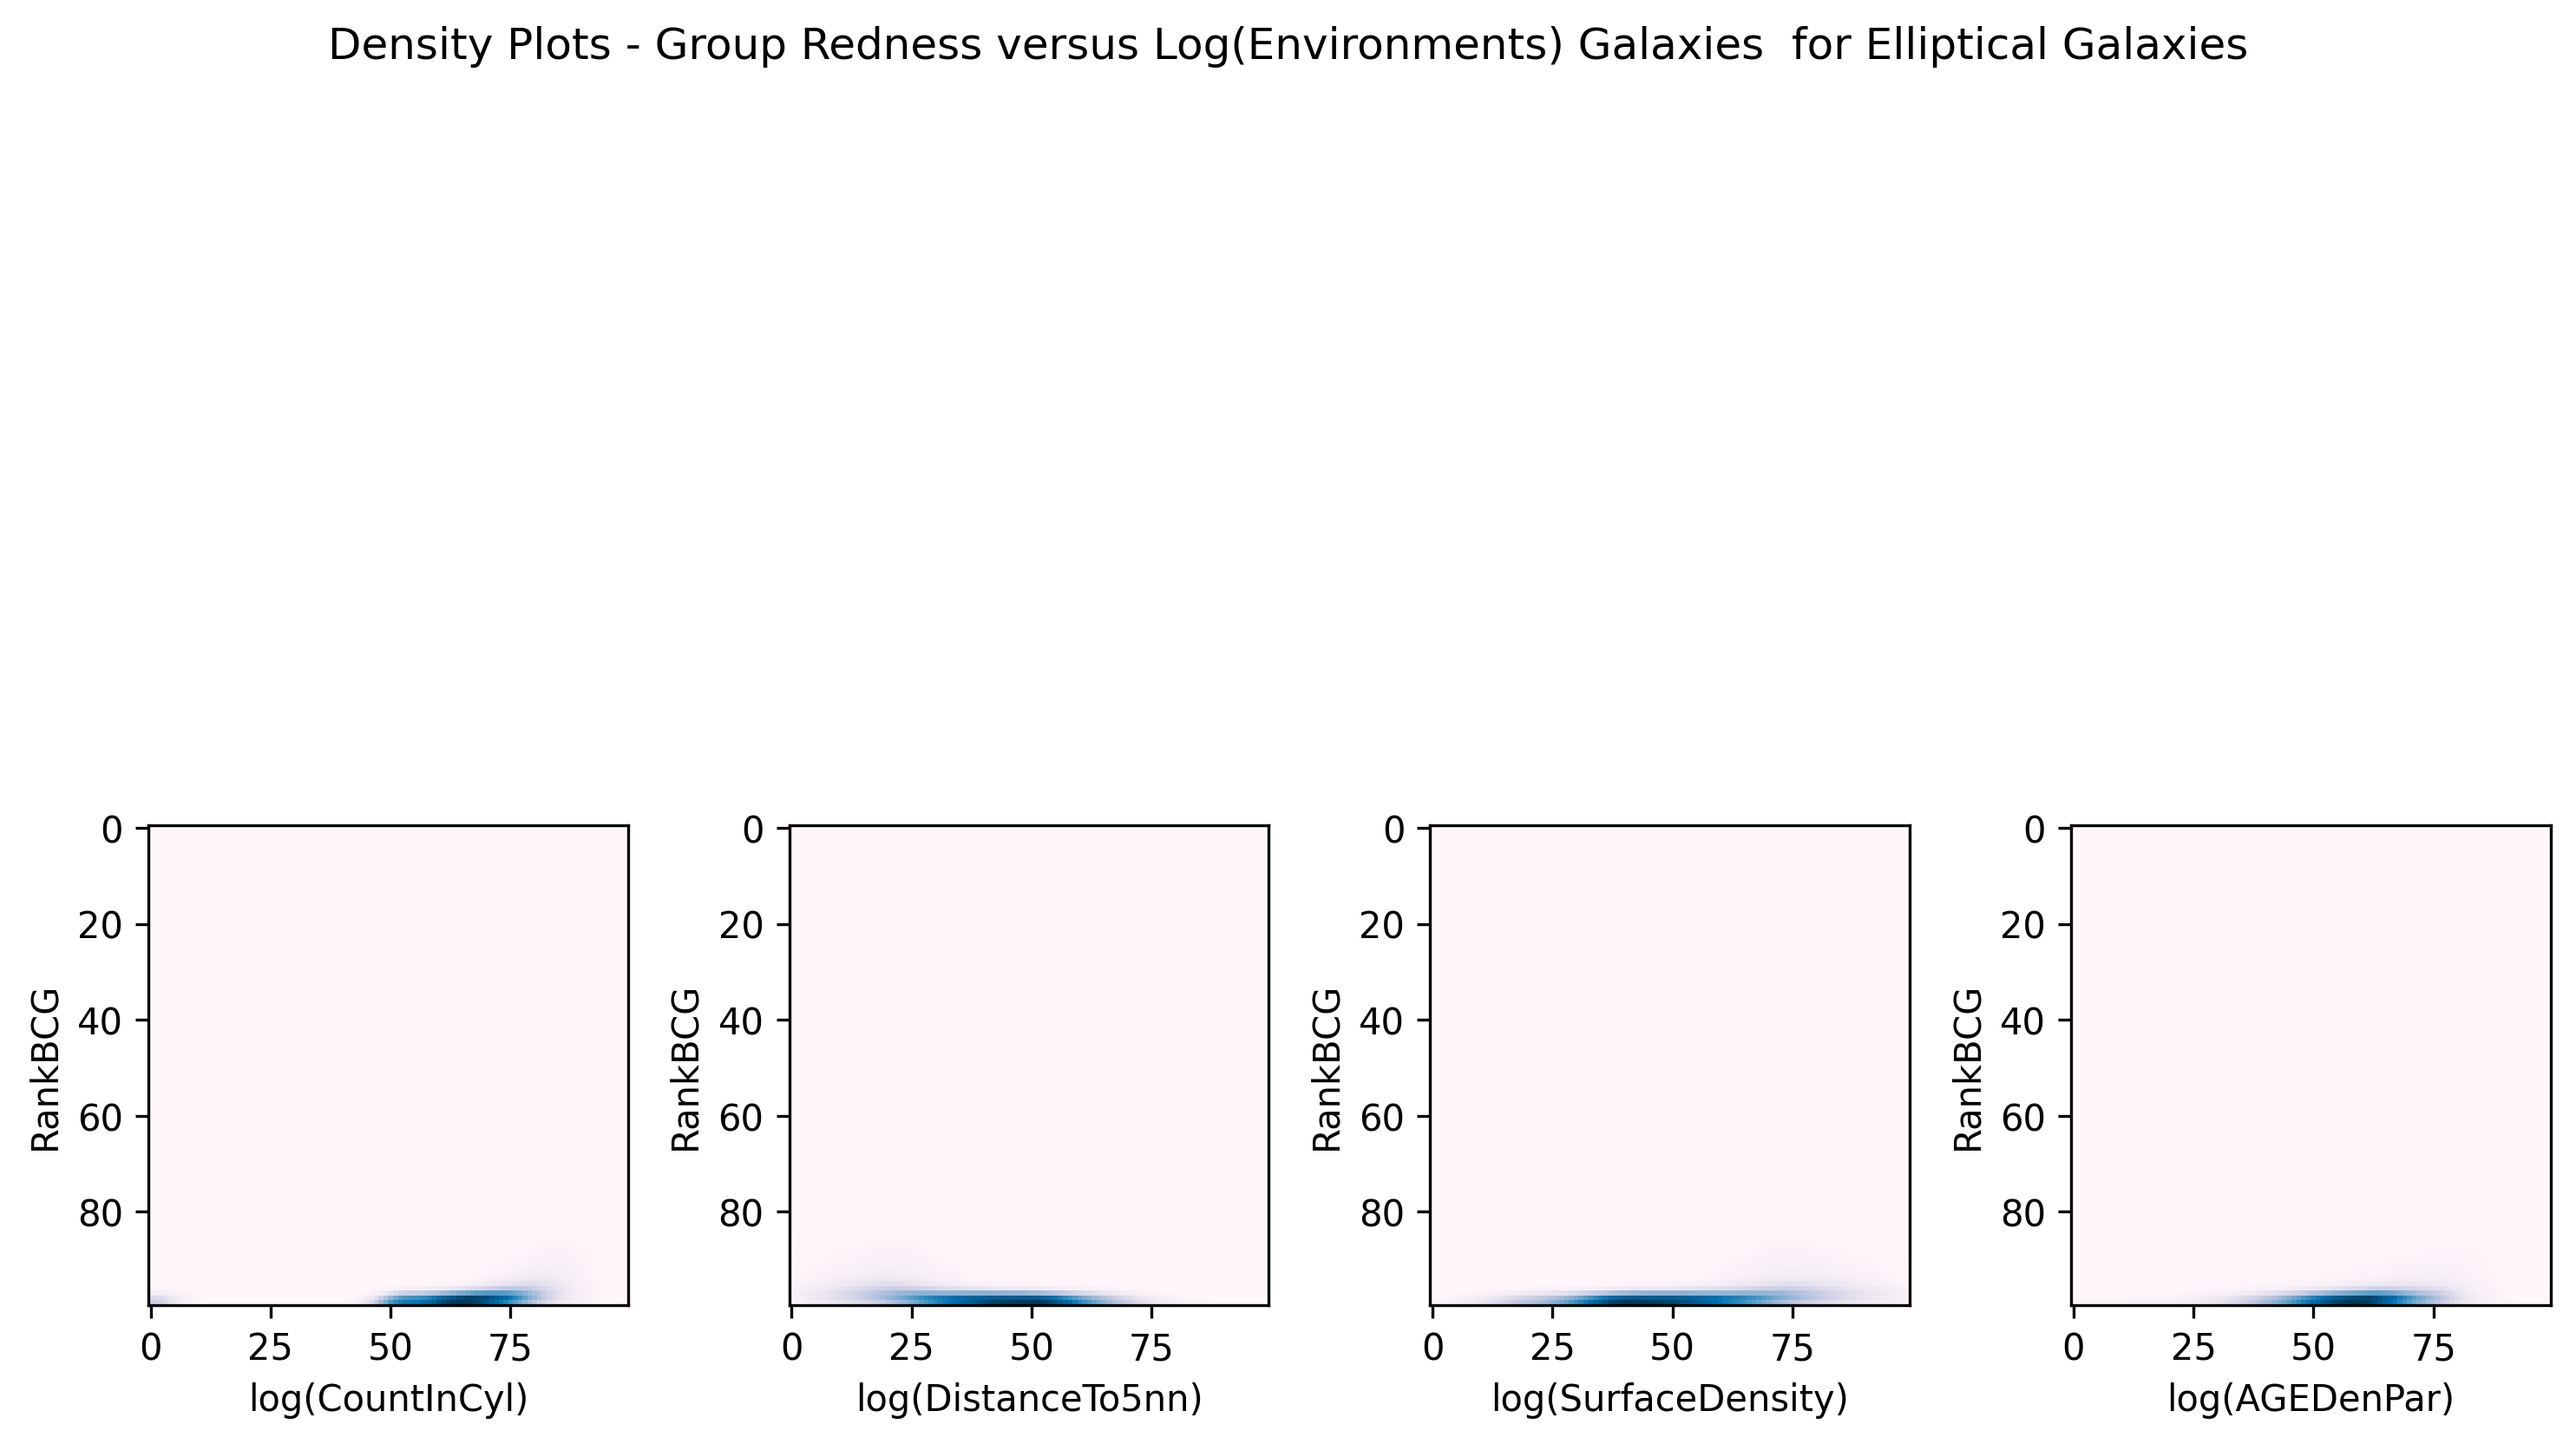 Density Plots - Group Redness versus Log(Environments) Galaxies  for Elliptical Galaxies
RankBCG
0
20
40
60
80
0 25 50 75
log(CountInCyl)
RankBCG
0
20
40
60
80
0 25 50 75
log(DistanceTo5nn)
RankBCG
0
20
40
60
80
0 25 50 75
log(SurfaceDensity)
RankBCG
0
20
40
60
80
0 25 50 75
log(AGEDenPar)